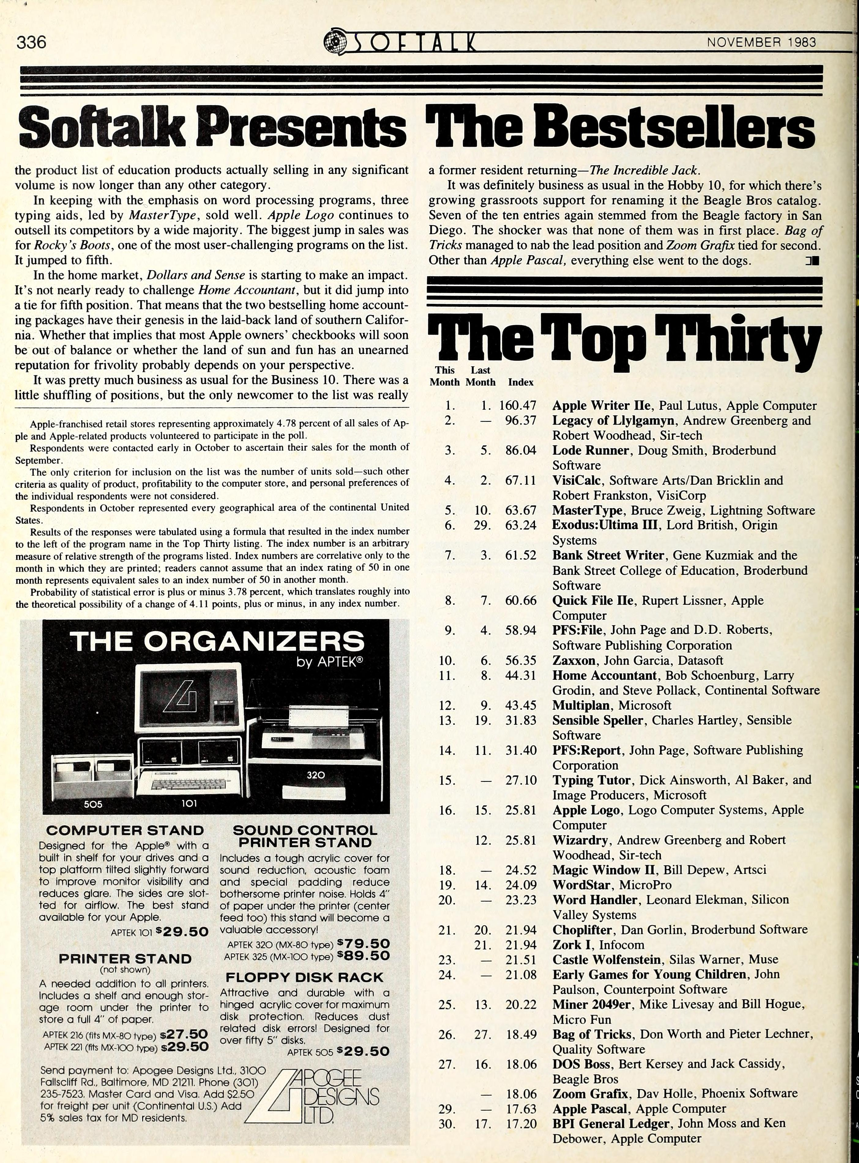 336
SOFTALK
NOVEMBER 1983
Softalk Presents The Bestsellers
the product list of education products actually selling in any significant
volume is now longer than any other category.
In keeping with the emphasis on word processing programs, three
typing aids, led by MasterType, sold well. Apple Logo continues to
outsell its competitors by a wide majority. The biggest jump in sales was
for Rocky's Boots, one of the most user-challenging programs on the list.
It jumped to fifth.
In the home market, Dollars and Sense is starting to make an impact.
It's not nearly ready to challenge Home Accountant, but it did jump into
a tie for fifth position. That means that the two bestselling home account-
ing packages have their genesis in the laid-back land of southern Califor-
nia. Whether that implies that most Apple owners' checkbooks will soon
be out of balance or whether the land of sun and fun has an unearned
reputation for frivolity probably depends on your perspective.
It was pretty much business as usual for the Business 10. There was a
little shuffling of positions, but the only newcomer to the list was really
Apple-franchised retail stores representing approximately 4.78 percent of all sales of Ap-
ple and Apple-related products volunteered to participate in the poll.
Respondents were contacted early in October to ascertain their sales for the month of
September.
The only criterion for inclusion on the list was the number of units sold—such other
criteria as quality of product, profitability to the computer store, and personal preferences of
the individual respondents were not considered.
Respondents in October represented every geographical area of the continental United
States.
Results of the responses were tabulated using a formula that resulted in the index number
to the left of the program name in the Top Thirty listing. The index number is an arbitrary
measure of relative strength of the programs listed. Index numbers are correlative only to the
month in which they are printed; readers cannot assume that an index rating of 50 in one
month represents equivalent sales to an index number of 50 in another month.
Probability of statistical error is plus or minus 3.78 percent, which translates roughly into
the theoretical possibility of a change of 4.11 points, plus or minus, in any index number.
THE ORGANIZERS
by APTEK®
505
101
320
COMPUTER STAND
Designed for the Apple® with a
built in shelf for your drives and a
top platform tilted slightly forward
to improve monitor visibility and
reduces glare. The sides are slot-
ted for airflow. The best stand
available for your Apple.
APTEK 101 $29.50
PRINTER STAND
(not shown)
A needed addition to all printers.
Includes a shelf and enough stor-
age room under the printer to
store a full 4" of paper.
APTEK 216 (fits MX-80 type) $27.50
APTEK 221 (fits MX-100 type) $29.50
SOUND CONTROL
PRINTER STAND
Includes a tough acrylic cover for
sound reduction, acoustic foam
and special padding reduce
bothersome printer noise. Holds 4"
of paper under the printer (center
feed too) this stand will become a
valuable accessory!
APTEK 320 (MX-80 type) $79.50
APTEK 325 (MX-100 type) $89.50
FLOPPY DISK RACK
Attractive and durable with a
hinged acrylic cover for maximum
disk protection. Reduces dust
related disk errors! Designed for
over fifty 5" disks.
APTEK 505 $29.50
Send payment to: Apogee Designs Ltd., 3100
Fallscliff Rd., Baltimore, MD 21211. Phone (301)
235-7523. Master Card and Visa. Add $2.50
for freight per unit (Continental U.S.) Add
5% sales tax for MD residents.
APOGEE
DESIGNS
LTD.
a former resident returning—The Incredible Jack.
It was definitely business as usual in the Hobby 10, for which there's
growing grassroots support for renaming it the Beagle Bros catalog.
Seven of the ten entries again stemmed from the Beagle factory in San
Diego. The shocker was that none of them was in first place. Bag of
Tricks managed to nab the lead position and Zoom Grafix tied for second.
Other than Apple Pascal, everything else went to the dogs.
The Top Thirty
This Last
Month Month Index
1. 1. 160.47 Apple Writer IIe, Paul Lutus, Apple Computer
2. — 96.37 Legacy of Llylgamyn, Andrew Greenberg and
Robert Woodhead, Sir-tech
3. 5. 86.04 Lode Runner, Doug Smith, Broderbund
Software
4. 2. 67.11 VisiCalc, Software Arts/Dan Bricklin and
Robert Frankston, VisiCorp
5. 10. 63.67 MasterType, Bruce Zweig, Lightning Software
6. 29. 63.24 Exodus:Ultima III, Lord British, Origin
Systems
7. 3. 61.52 Bank Street Writer, Gene Kuzmiak and the
Bank Street College of Education, Broderbund
Software
8. 7. 60.66 Quick File IIe, Rupert Lissner, Apple
Computer
9. 4. 58.94 PFS:File, John Page and D.D. Roberts,
Software Publishing Corporation
10. 6. 56.35 Zaxxon, John Garcia, Datasoft
11. 8. 44.31 Home Accountant, Bob Schoenburg, Larry
Grodin, and Steve Pollack, Continental Software
12. 9. 43.45 Multiplan, Microsoft
13. 19. 31.83 Sensible Speller, Charles Hartley, Sensible
Software
14. 11. 31.40 PFS:Report, John Page, Software Publishing
Corporation
15. — 27.10 Typing Tutor, Dick Ainsworth, Al Baker, and
Image Producers, Microsoft
16. 15. 25.81 Apple Logo, Logo Computer Systems, Apple
Computer
12. 25.81 Wizardry, Andrew Greenberg and Robert
Woodhead, Sir-tech
18. — 24.52 Magic Window II, Bill Depew, Artsci
19. 14. 24.09 WordStar, MicroPro
20. — 23.23 Word Handler, Leonard Elekman, Silicon
Valley Systems
21. 20. 21.94 Choplifter, Dan Gorlin, Broderbund Software
21. 21.94 Zork I, Infocom
23. — 21.51 Castle Wolfenstein, Silas Warner, Muse
24. — 21.08 Early Games for Young Children, John
Paulson, Counterpoint Software
25. 13. 20.22 Miner 2049er, Mike Livesay and Bill Hogue,
Micro Fun
26. 27. 18.49 Bag of Tricks, Don Worth and Pieter Lechner,
Quality Software
27. 16. 18.06 DOS Boss, Bert Kersey and Jack Cassidy,
Beagle Bros
— 18.06 Zoom Grafix, Dav Holle, Phoenix Software
29. — 17.63 Apple Pascal, Apple Computer
30. 17. 17.20 BPI General Ledger, John Moss and Ken
Debower, Apple Computer